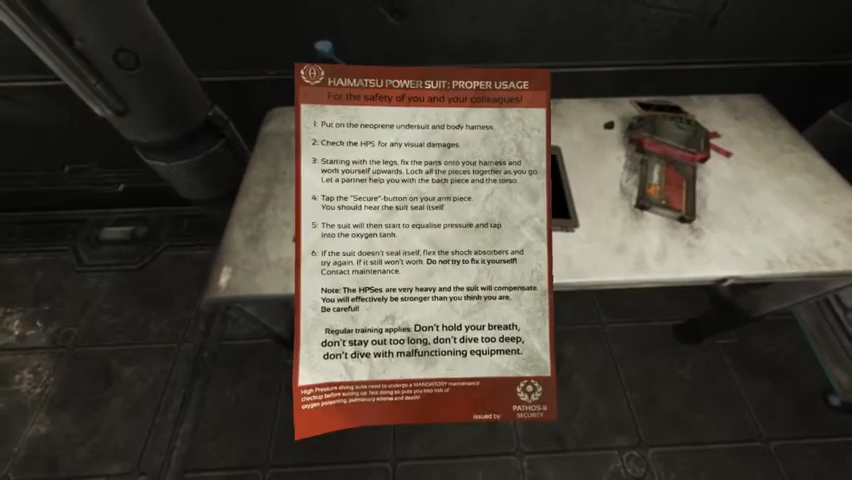 HAIMATSU POWER SUIT: PROPER USAGE
For the safety of you and your colleagues!
1: Put on the neoprene undersuit and body harness.
2: Check the HPS for any visual damages.
3: Starting with the legs, fix the parts onto your harness and
work yourself upwards. Lock all the pieces together as you go.
Let a partner help you with the back piece and the torso.
4: Tap the "Secure"-button on your arm piece.
You should hear the suit seal itself.
5: The suit will then start to equalise pressure and tap
into the oxygen tank.
6: If the suit doesn't seal itself, flex the shock absorbers and
try again. If it still won't work. Do not try to fix it yourself!
Contact maintenance.
Note: The HPSes are very heavy and the suit will compensate.
You will effectively be stronger than you think you are.
Be careful!
Regular training applies: Don't hold your breath,
don't stay out too long, don't dive too deep,
don't dive with malfunctioning equipment.
High Pressure diving suits need to undergo a MANDATORY maintenance
checkup before suiting up. Not doing so puts you into risk of
oxygen poisoning, pulmonary edema and death!
Issued by:
PATHOS-II
SECURITY